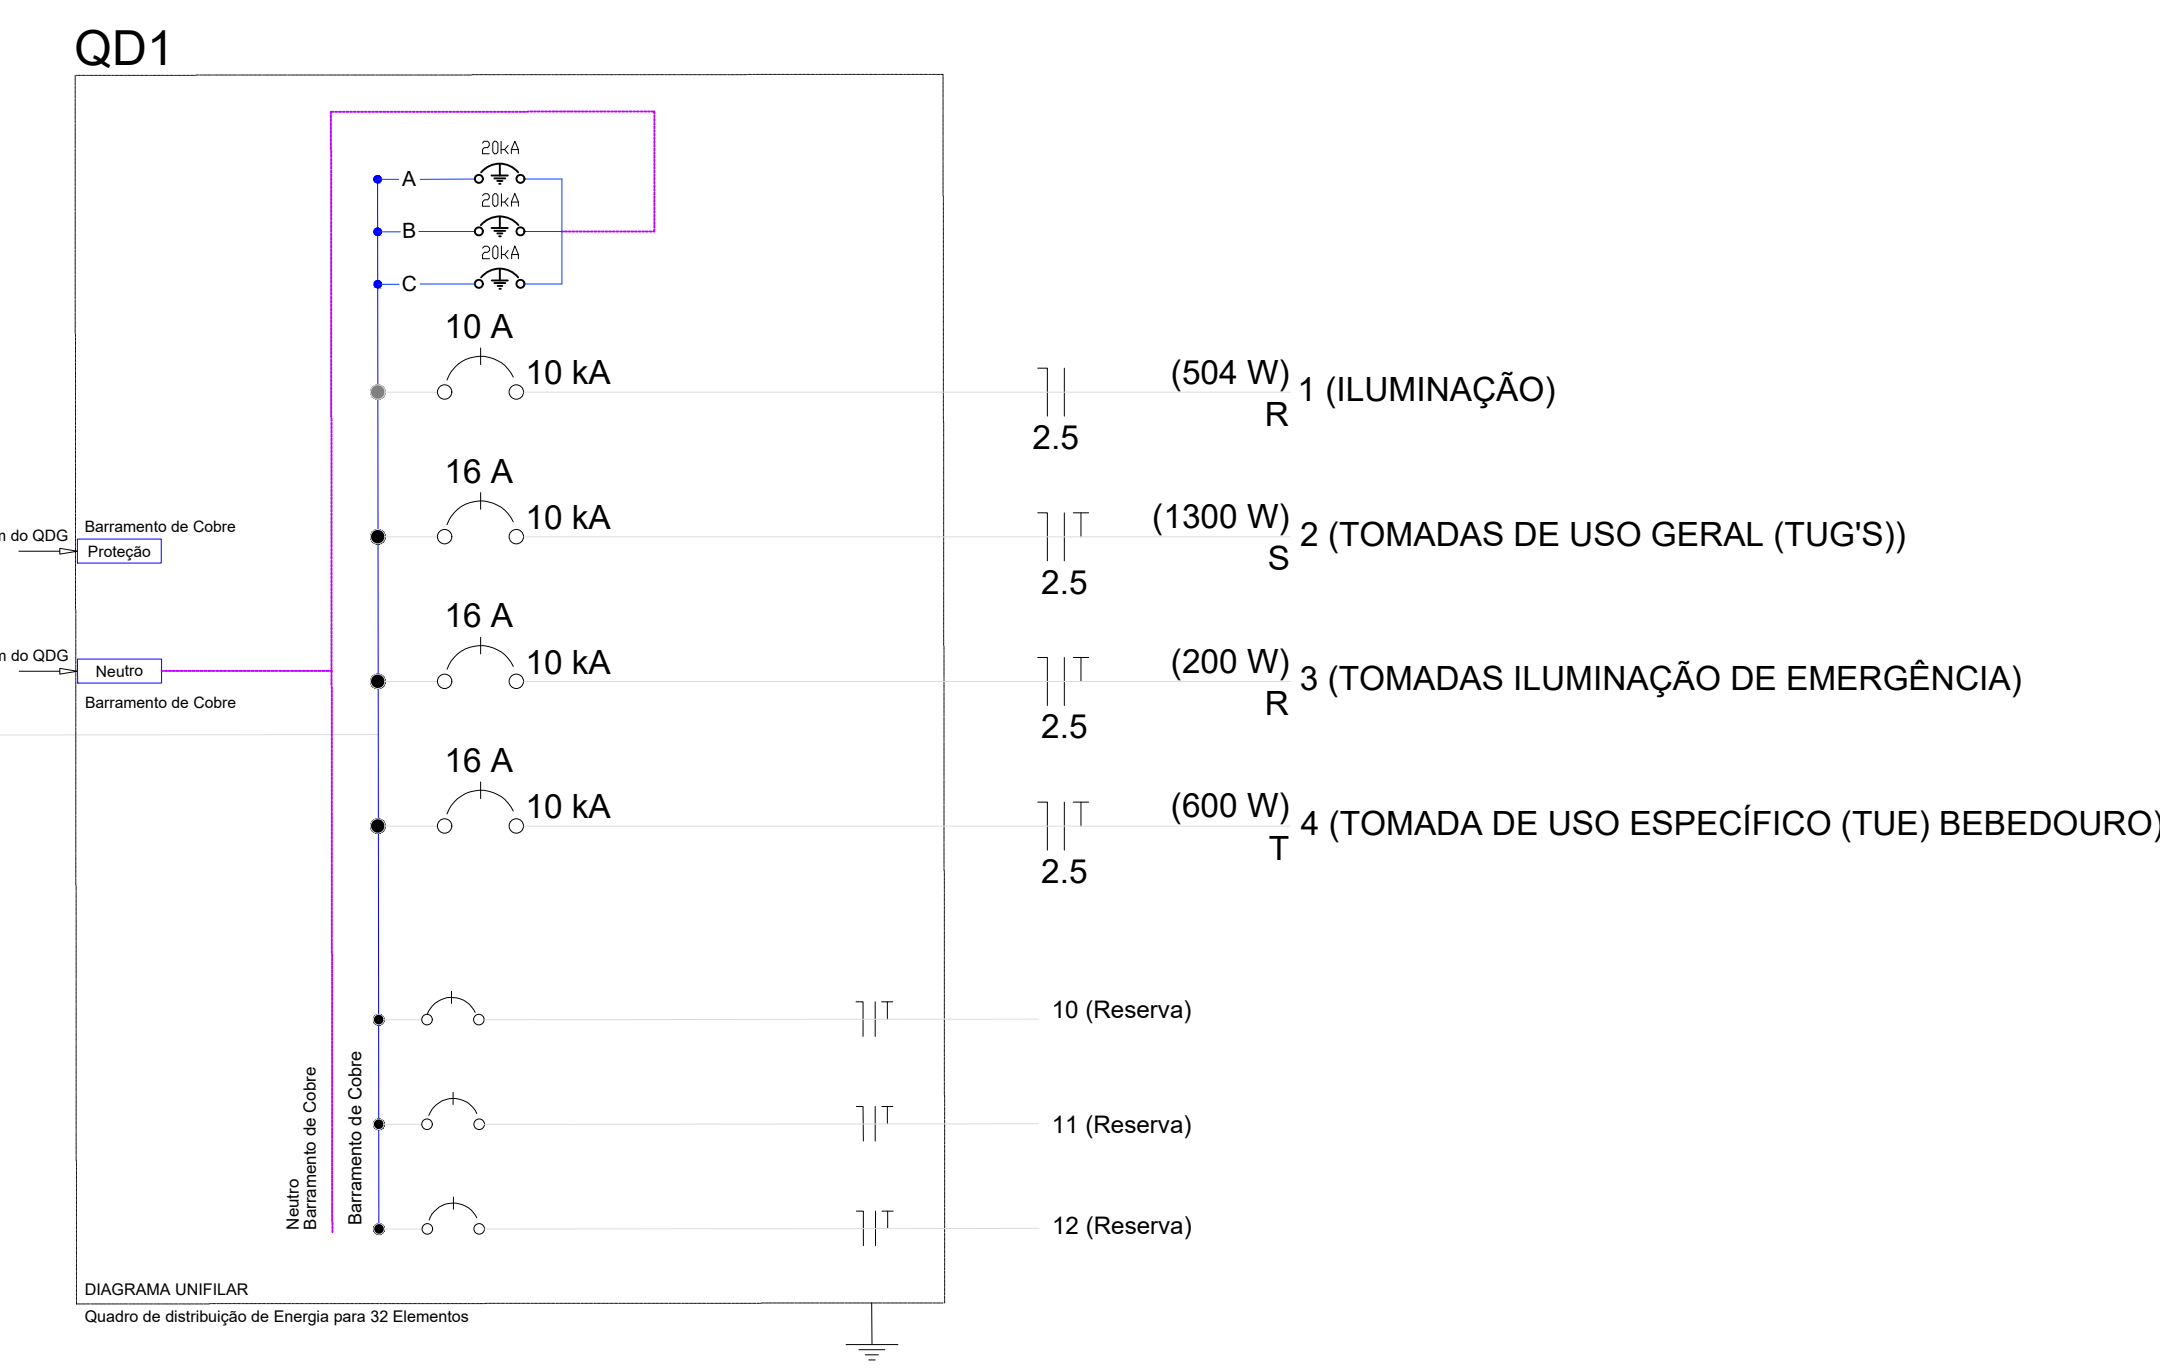 QD1
20kA
A
20kA
B
20kA
C
10 A
10 kA
(504 W)
R
1 (ILUMINAÇÃO)
2.5
16 A
10 kA
(1300 W)
S
2 (TOMADAS DE USO GERAL (TUG'S))
2.5
do QDG
Barramento de Cobre
Proteção
16 A
10 kA
(200 W)
R
3 (TOMADAS ILUMINAÇÃO DE EMERGÊNCIA)
2.5
do QDG
Neutro
Barramento de Cobre
16 A
10 kA
(600 W)
T
4 (TOMADA DE USO ESPECÍFICO (TUE) BEBEDOURO)
2.5
10 (Reserva)
11 (Reserva)
12 (Reserva)
Neutro
Barramento de Cobre
Barramento de Cobre
DIAGRAMA UNIFILAR
Quadro de distribuição de Energia para 32 Elementos